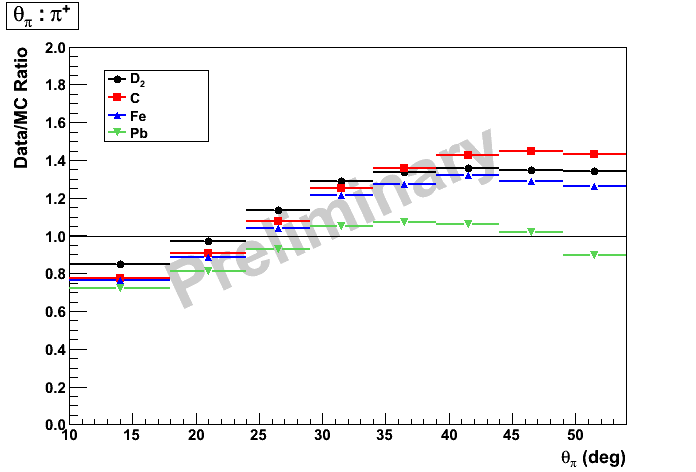 θπ : π+
Data/MC Ratio
2.0
1.8
1.6
1.4
1.2
1.0
0.8
0.6
0.4
0.2
0.0
D2
C
Fe
Pb
Preliminary
10 15 20 25 30 35 40 45 50
θπ (deg)